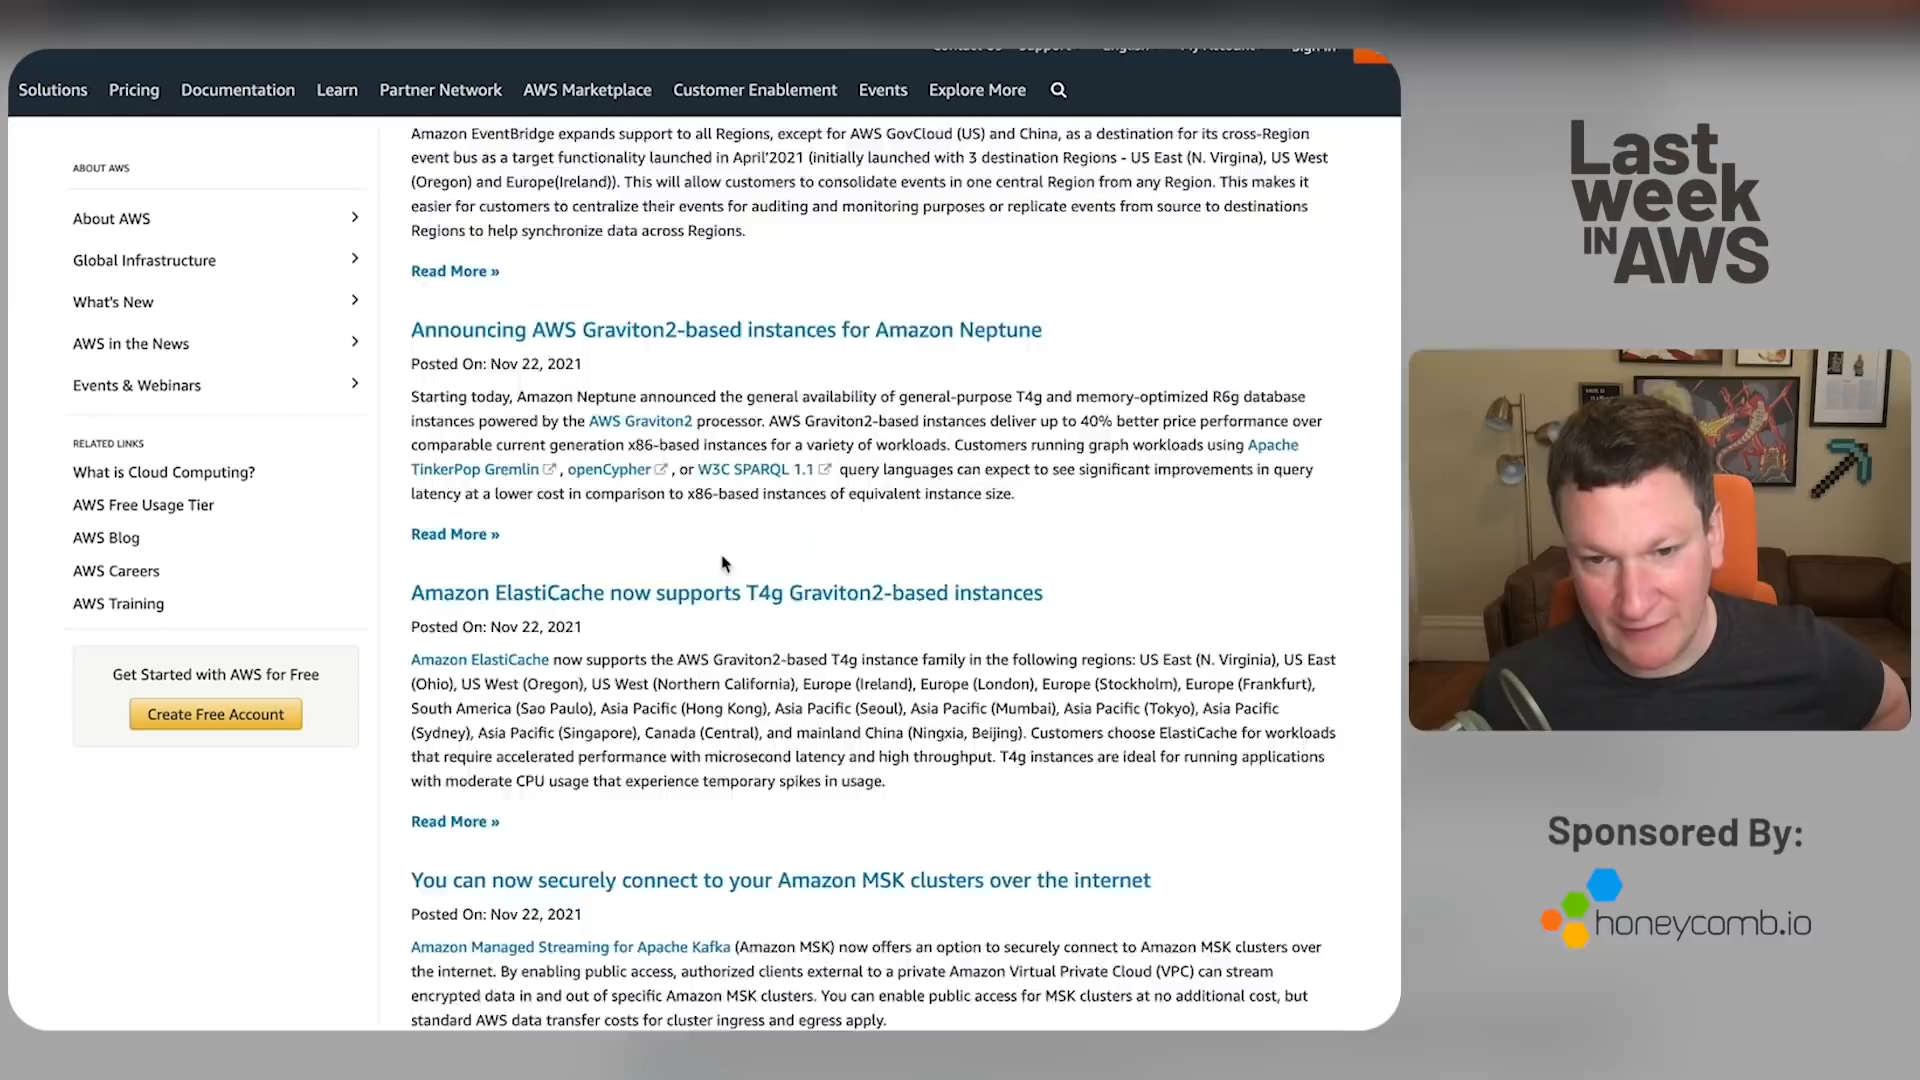 Contact Us Support English My Account Sign In
Solutions Pricing Documentation Learn Partner Network AWS Marketplace Customer Enablement Events Explore More
ABOUT AWS
About AWS
Global Infrastructure
What's New
AWS in the News
Events & Webinars
RELATED LINKS
What is Cloud Computing?
AWS Free Usage Tier
AWS Blog
AWS Careers
AWS Training
Get Started with AWS for Free
Create Free Account
Amazon EventBridge expands support to all Regions, except for AWS GovCloud (US) and China, as a destination for its cross-Region
event bus as a target functionality launched in April'2021 (initially launched with 3 destination Regions - US East (N. Virgina), US West
(Oregon) and Europe(Ireland)). This will allow customers to consolidate events in one central Region from any Region. This makes it
easier for customers to centralize their events for auditing and monitoring purposes or replicate events from source to destinations
Regions to help synchronize data across Regions.
Read More »
Announcing AWS Graviton2-based instances for Amazon Neptune
Posted On: Nov 22, 2021
Starting today, Amazon Neptune announced the general availability of general-purpose T4g and memory-optimized R6g database
instances powered by the AWS Graviton2 processor. AWS Graviton2-based instances deliver up to 40% better price performance over
comparable current generation x86-based instances for a variety of workloads. Customers running graph workloads using Apache
TinkerPop Gremlin , openCypher , or W3C SPARQL 1.1 query languages can expect to see significant improvements in query
latency at a lower cost in comparison to x86-based instances of equivalent instance size.
Read More »
Amazon ElastiCache now supports T4g Graviton2-based instances
Posted On: Nov 22, 2021
Amazon ElastiCache now supports the AWS Graviton2-based T4g instance family in the following regions: US East (N. Virginia), US East
(Ohio), US West (Oregon), US West (Northern California), Europe (Ireland), Europe (London), Europe (Stockholm), Europe (Frankfurt),
South America (Sao Paulo), Asia Pacific (Hong Kong), Asia Pacific (Seoul), Asia Pacific (Mumbai), Asia Pacific (Tokyo), Asia Pacific
(Sydney), Asia Pacific (Singapore), Canada (Central), and mainland China (Ningxia, Beijing). Customers choose ElastiCache for workloads
that require accelerated performance with microsecond latency and high throughput. T4g instances are ideal for running applications
with moderate CPU usage that experience temporary spikes in usage.
Read More »
You can now securely connect to your Amazon MSK clusters over the internet
Posted On: Nov 22, 2021
Amazon Managed Streaming for Apache Kafka (Amazon MSK) now offers an option to securely connect to Amazon MSK clusters over
the internet. By enabling public access, authorized clients external to a private Amazon Virtual Private Cloud (VPC) can stream
encrypted data in and out of specific Amazon MSK clusters. You can enable public access for MSK clusters at no additional cost, but
standard AWS data transfer costs for cluster ingress and egress apply.
Last
week
IN AWS
Sponsored By:
honeycomb.io